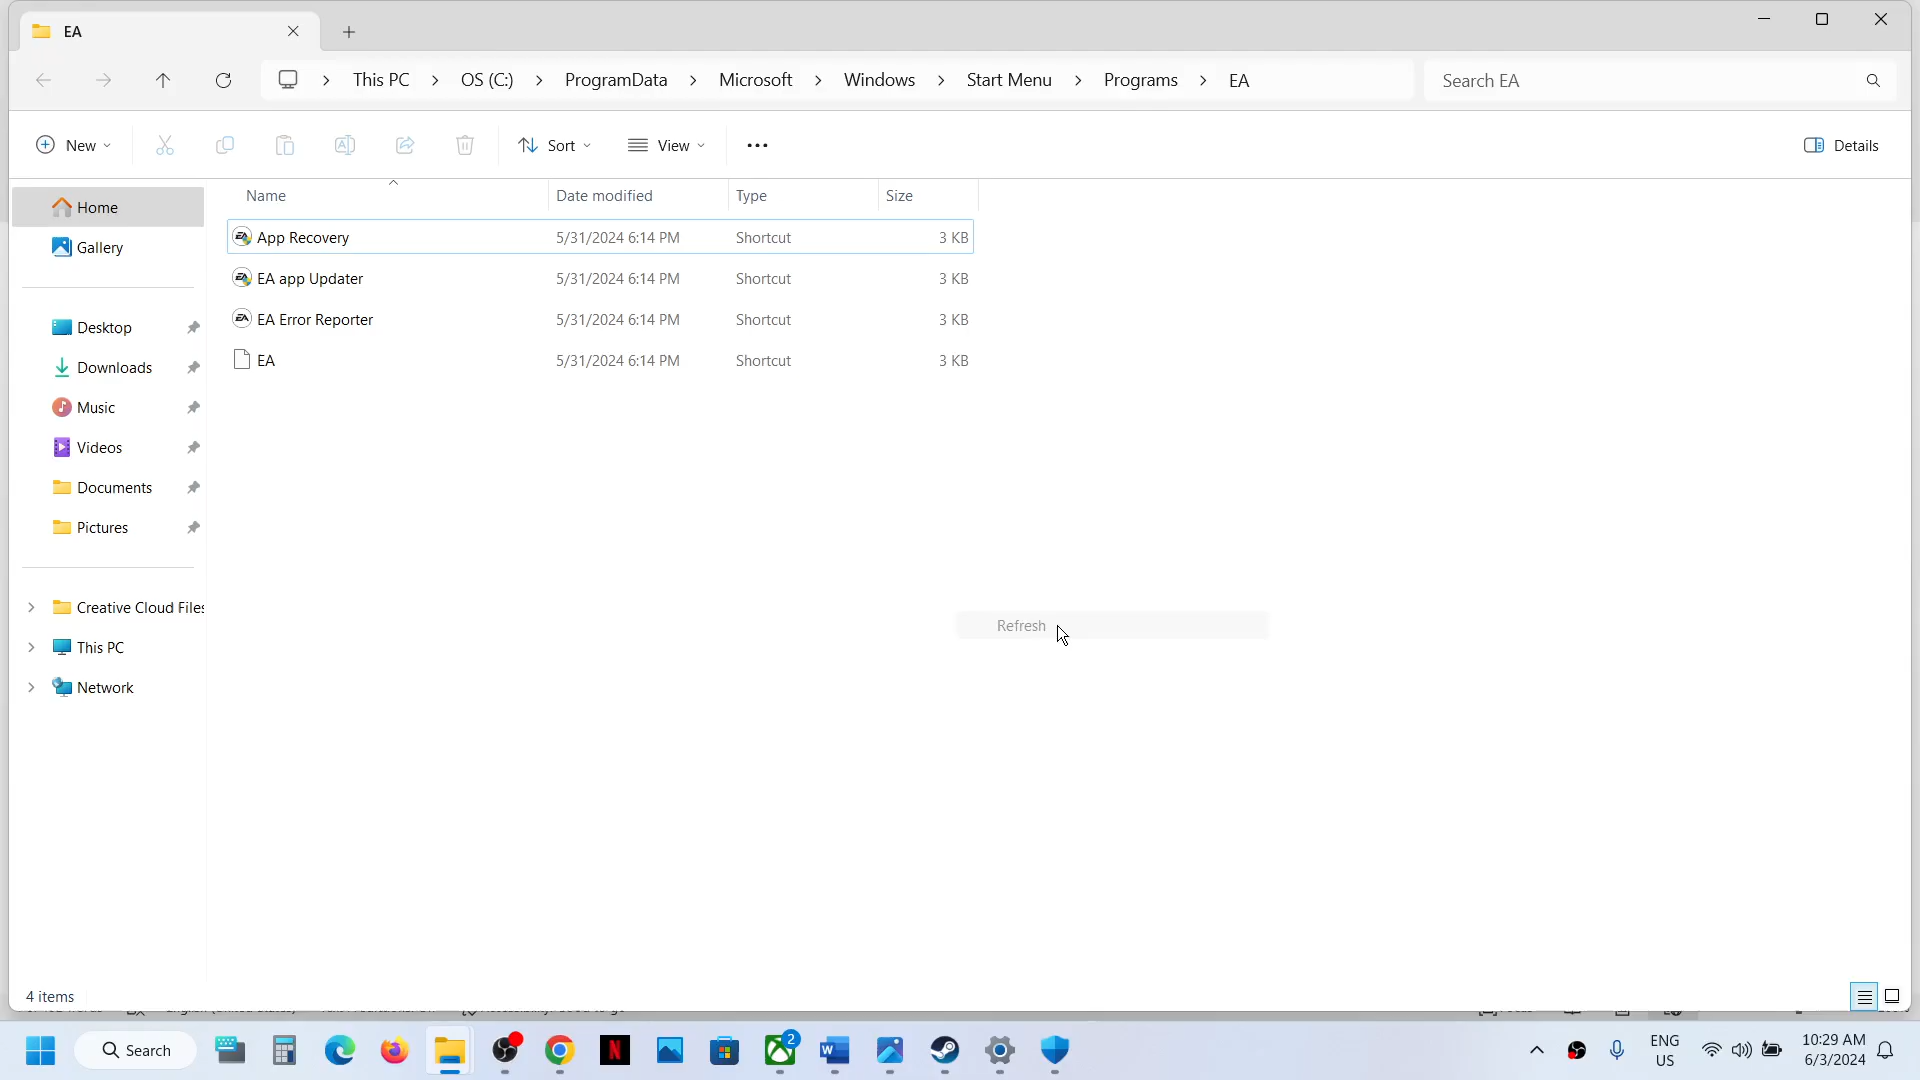 EA
This PC OS (C:) ProgramData Microsoft Windows Start Menu Programs EA Search EA
New Sort View Details
Name Date modified Type Size
Home
Gallery
Desktop
Downloads
Music
Videos
Documents
Pictures
Creative Cloud Files
This PC
Network
App Recovery 5/31/2024 6:14 PM Shortcut 3 KB
EA app Updater 5/31/2024 6:14 PM Shortcut 3 KB
EA Error Reporter 5/31/2024 6:14 PM Shortcut 3 KB
EA 5/31/2024 6:14 PM Shortcut 3 KB
Refresh
4 items
Search 2 ENG 10:29 AM
US 6/3/2024